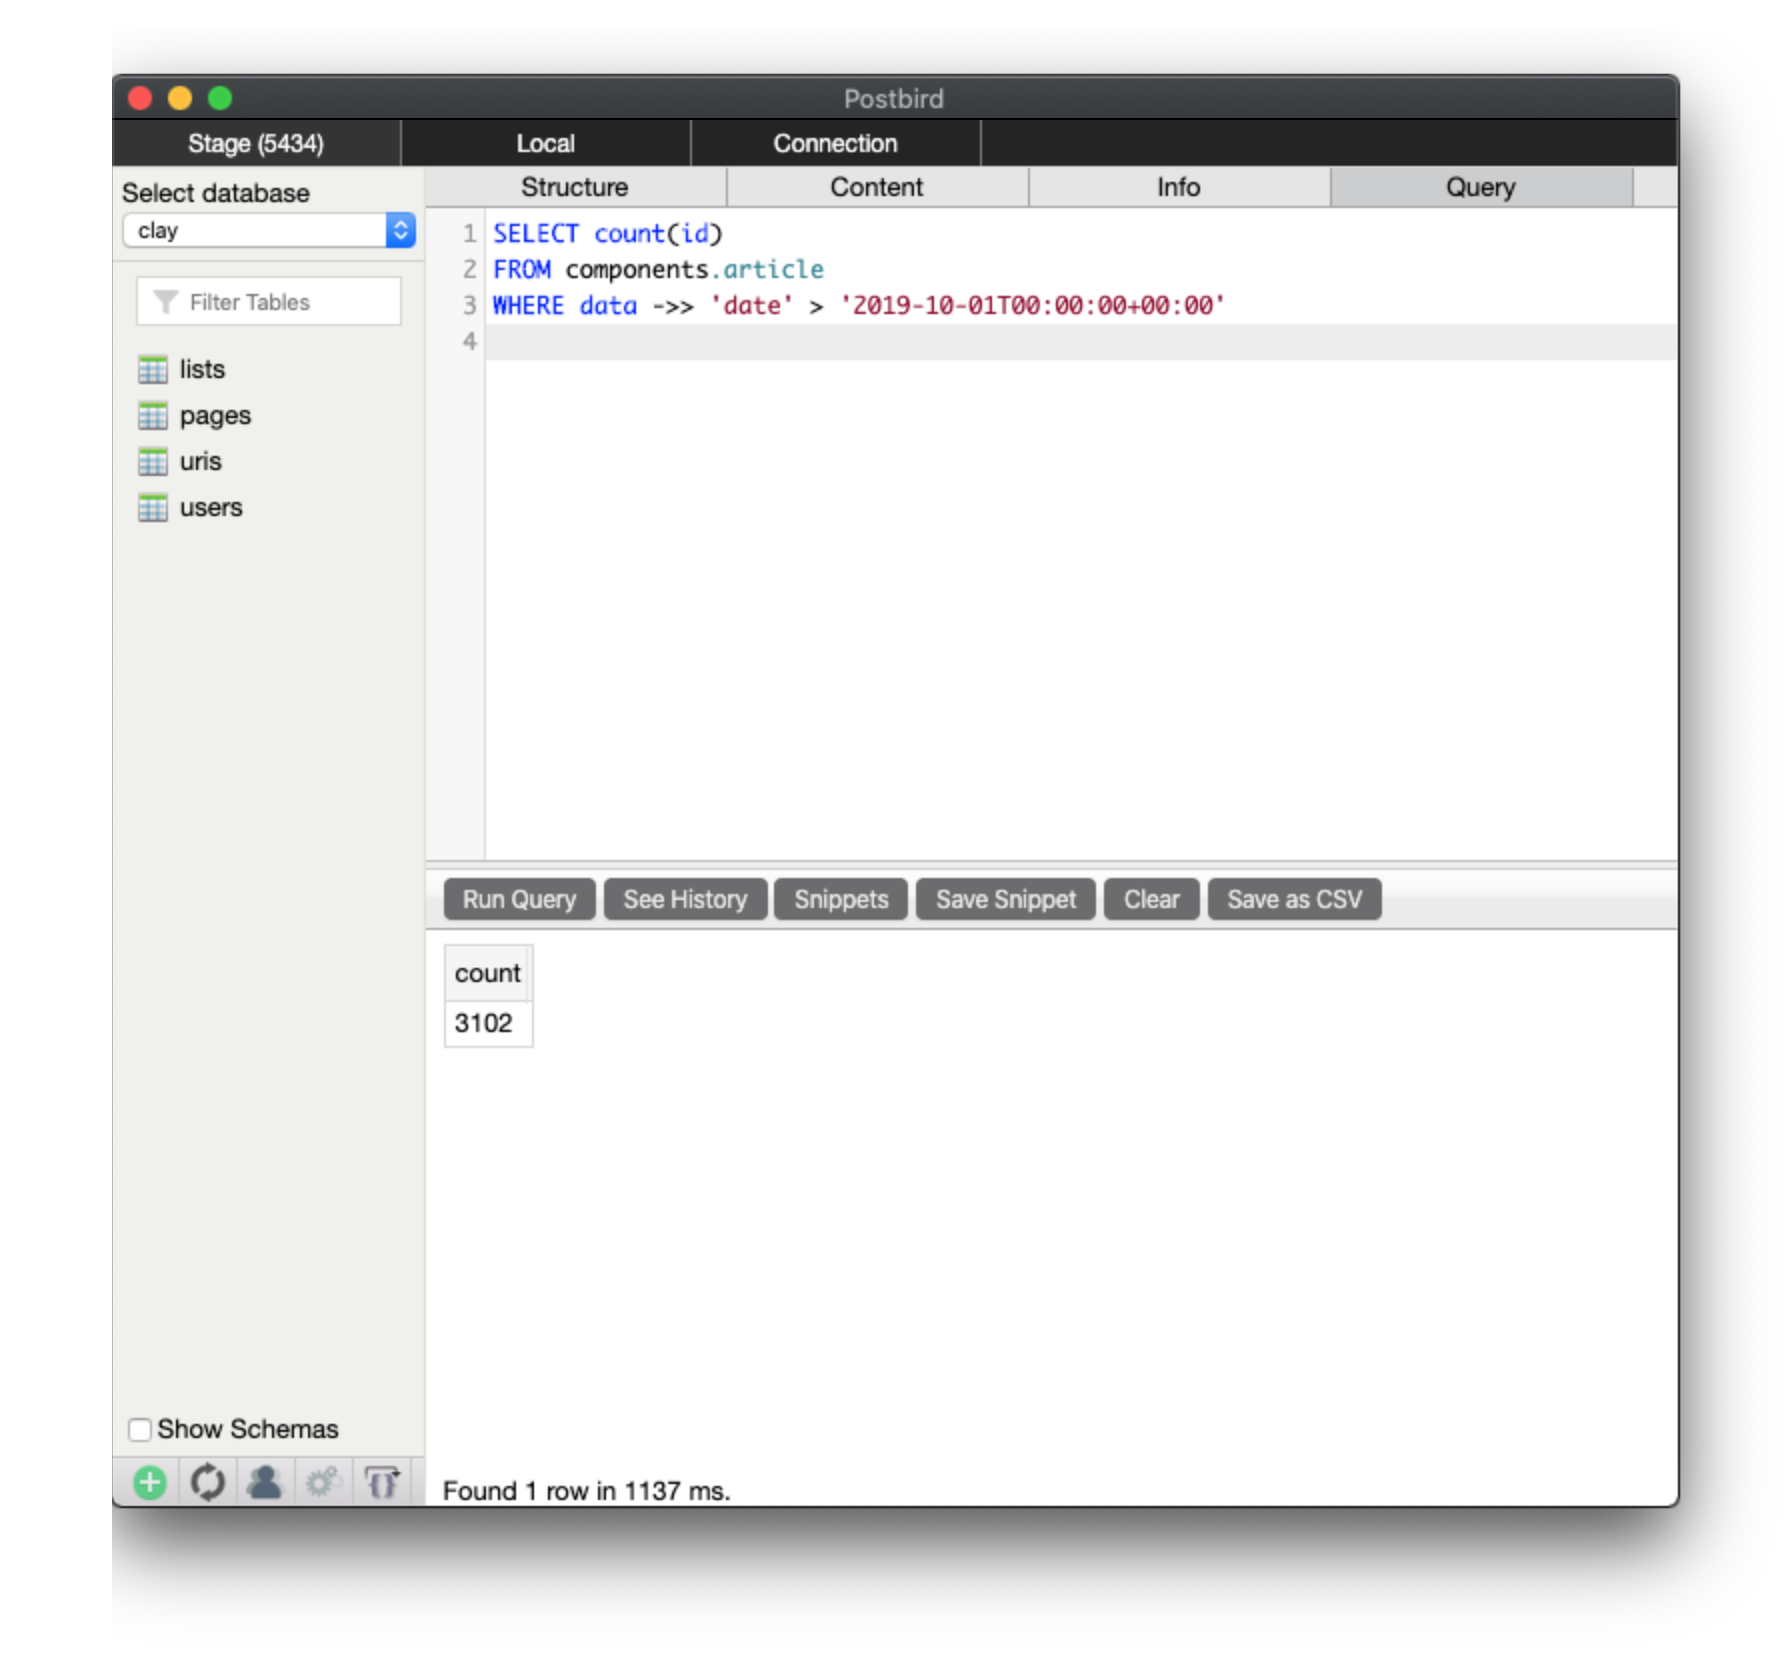 Postbird
Stage (5434) Local Connection
Select database
clay
Filter Tables
lists
pages
uris
users
Show Schemas
Structure Content Info Query
1 SELECT count(id)
2 FROM components.article
3 WHERE data ->> 'date' > '2019-10-01T00:00:00+00:00'
4
Run Query See History Snippets Save Snippet Clear Save as CSV
count
3102
Found 1 row in 1137 ms.